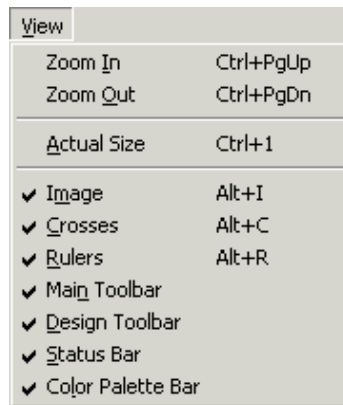 View
Zoom In Ctrl+PgUp
Zoom Out Ctrl+PgDn
Actual Size Ctrl+1
Image Alt+I
Crosses Alt+C
Rulers Alt+R
Main Toolbar
Design Toolbar
Status Bar
Color Palette Bar